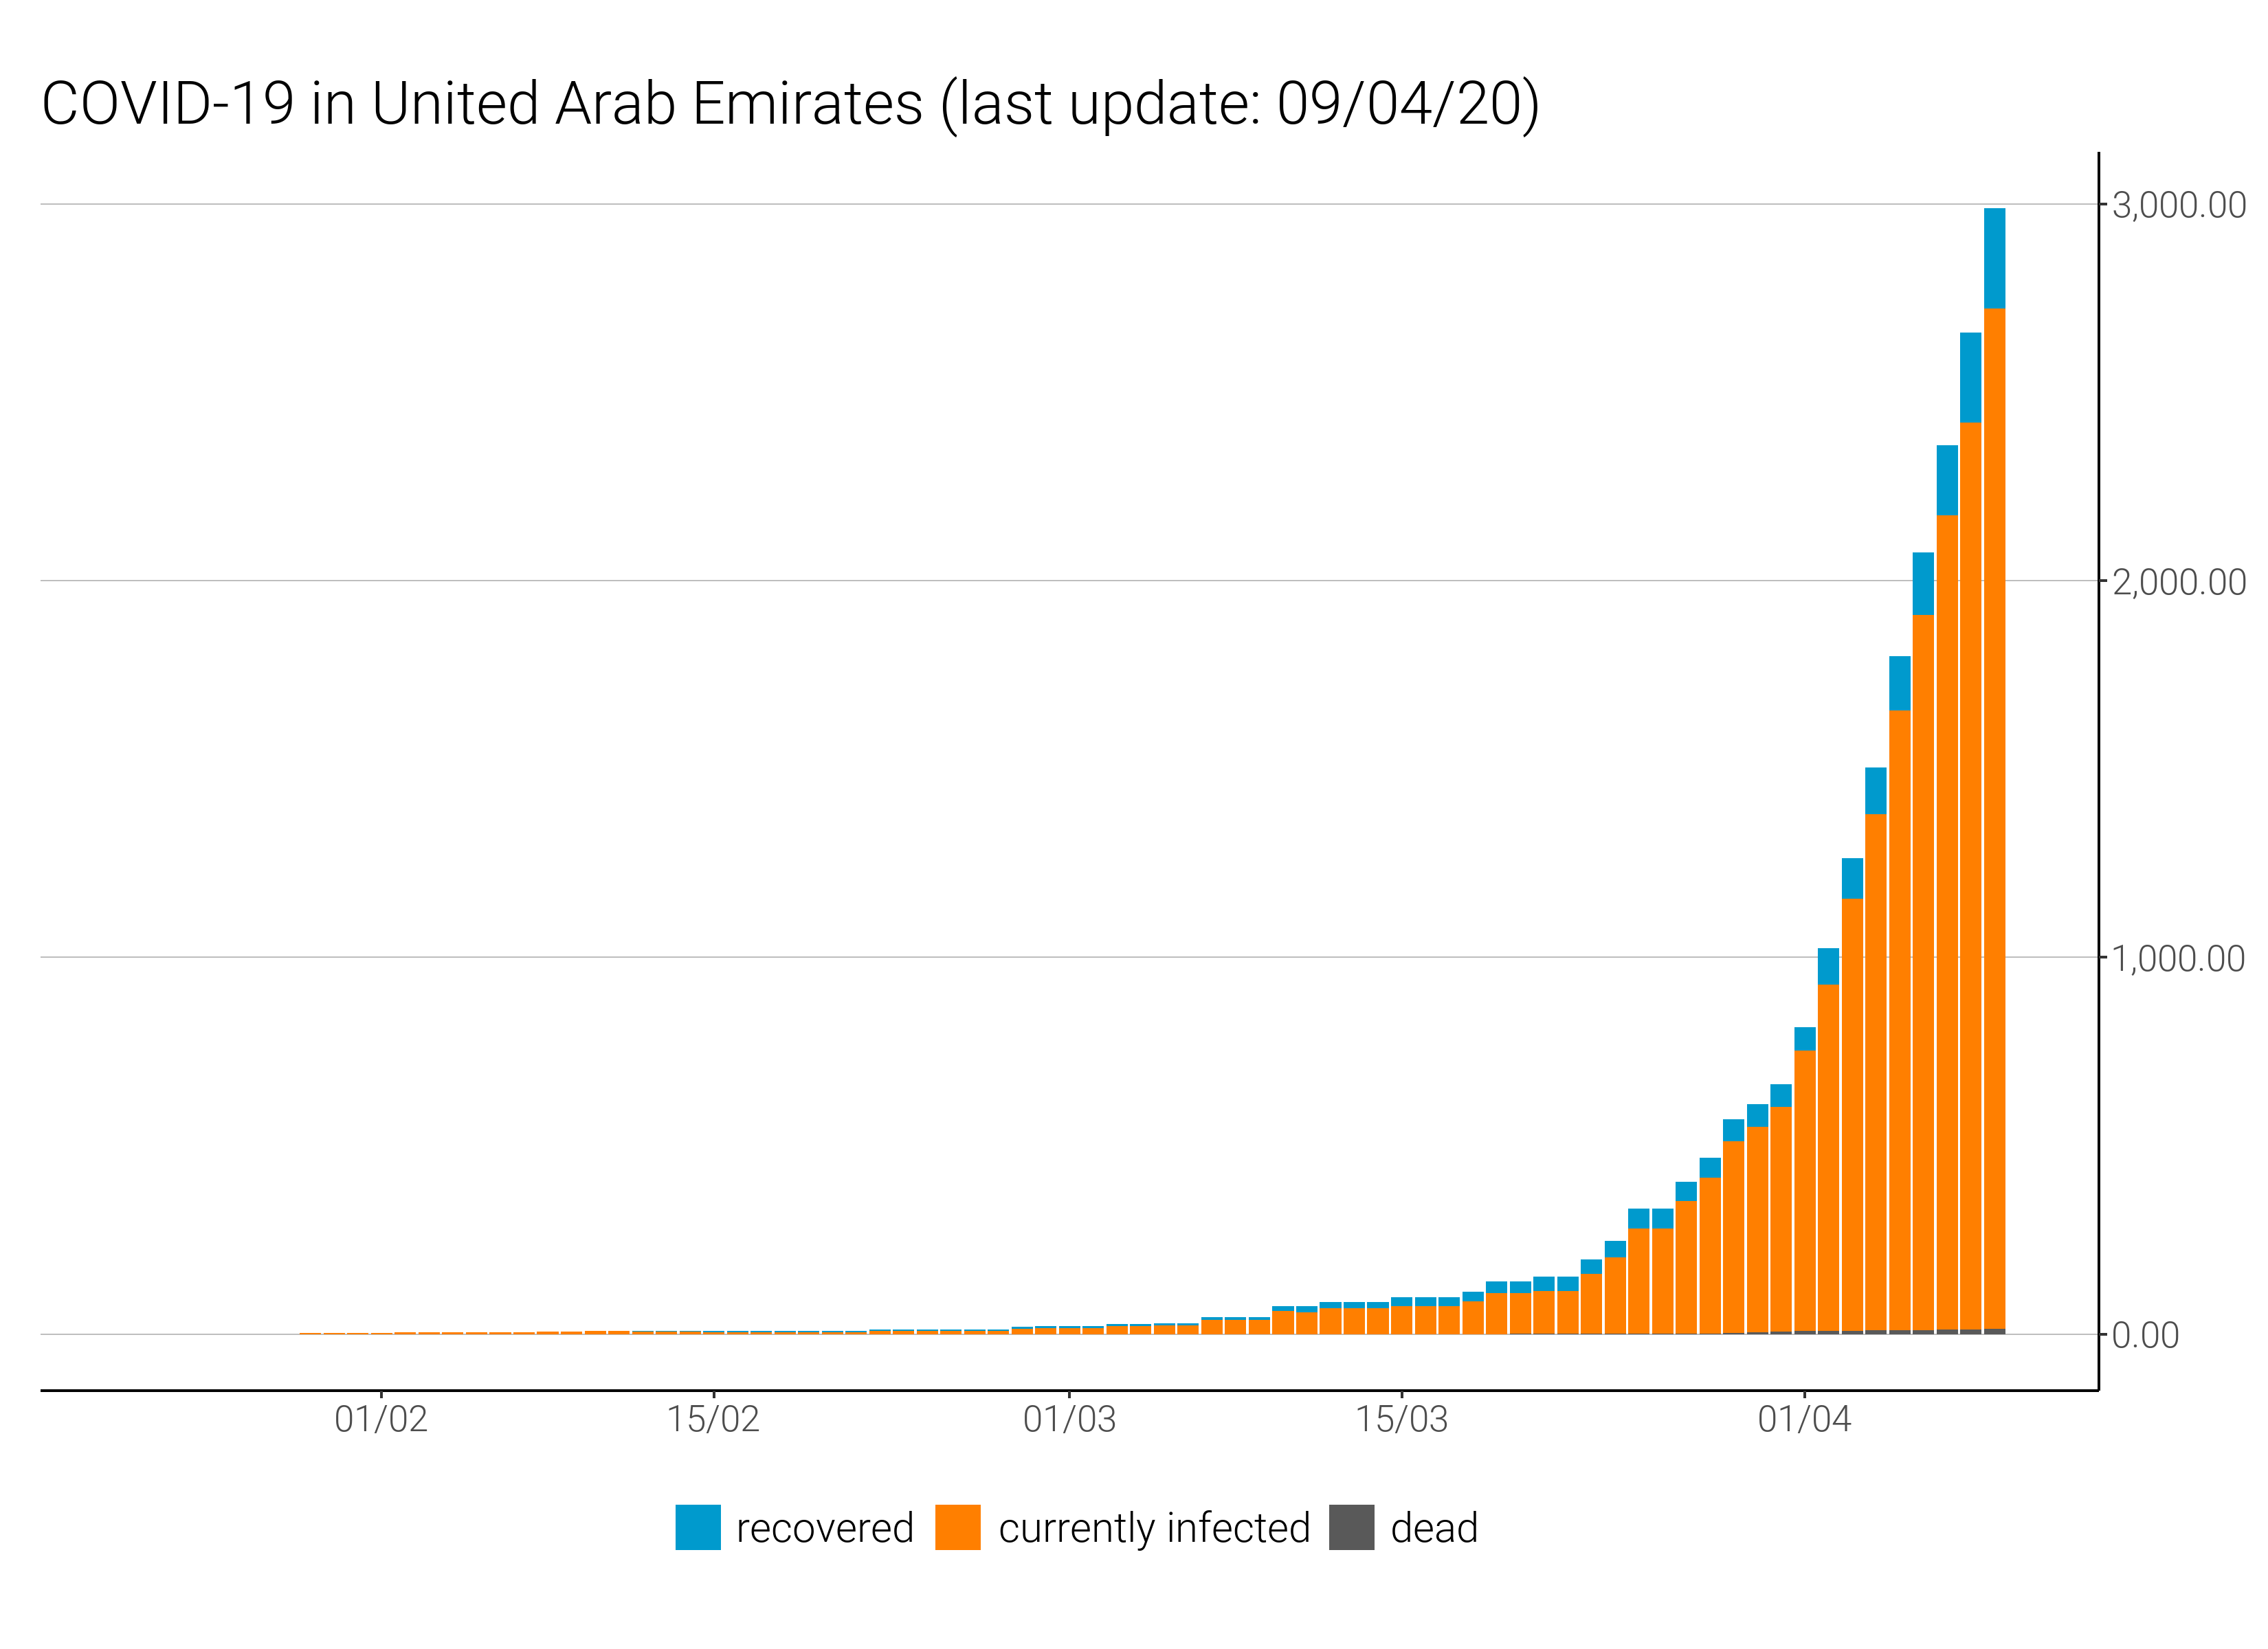 COVID-19 in United Arab Emirates (last update: 09/04/20)
3,000.00
2,000.00
1,000.00
0.00
01/02 15/02 01/03 15/03 01/04
recovered currently infected dead